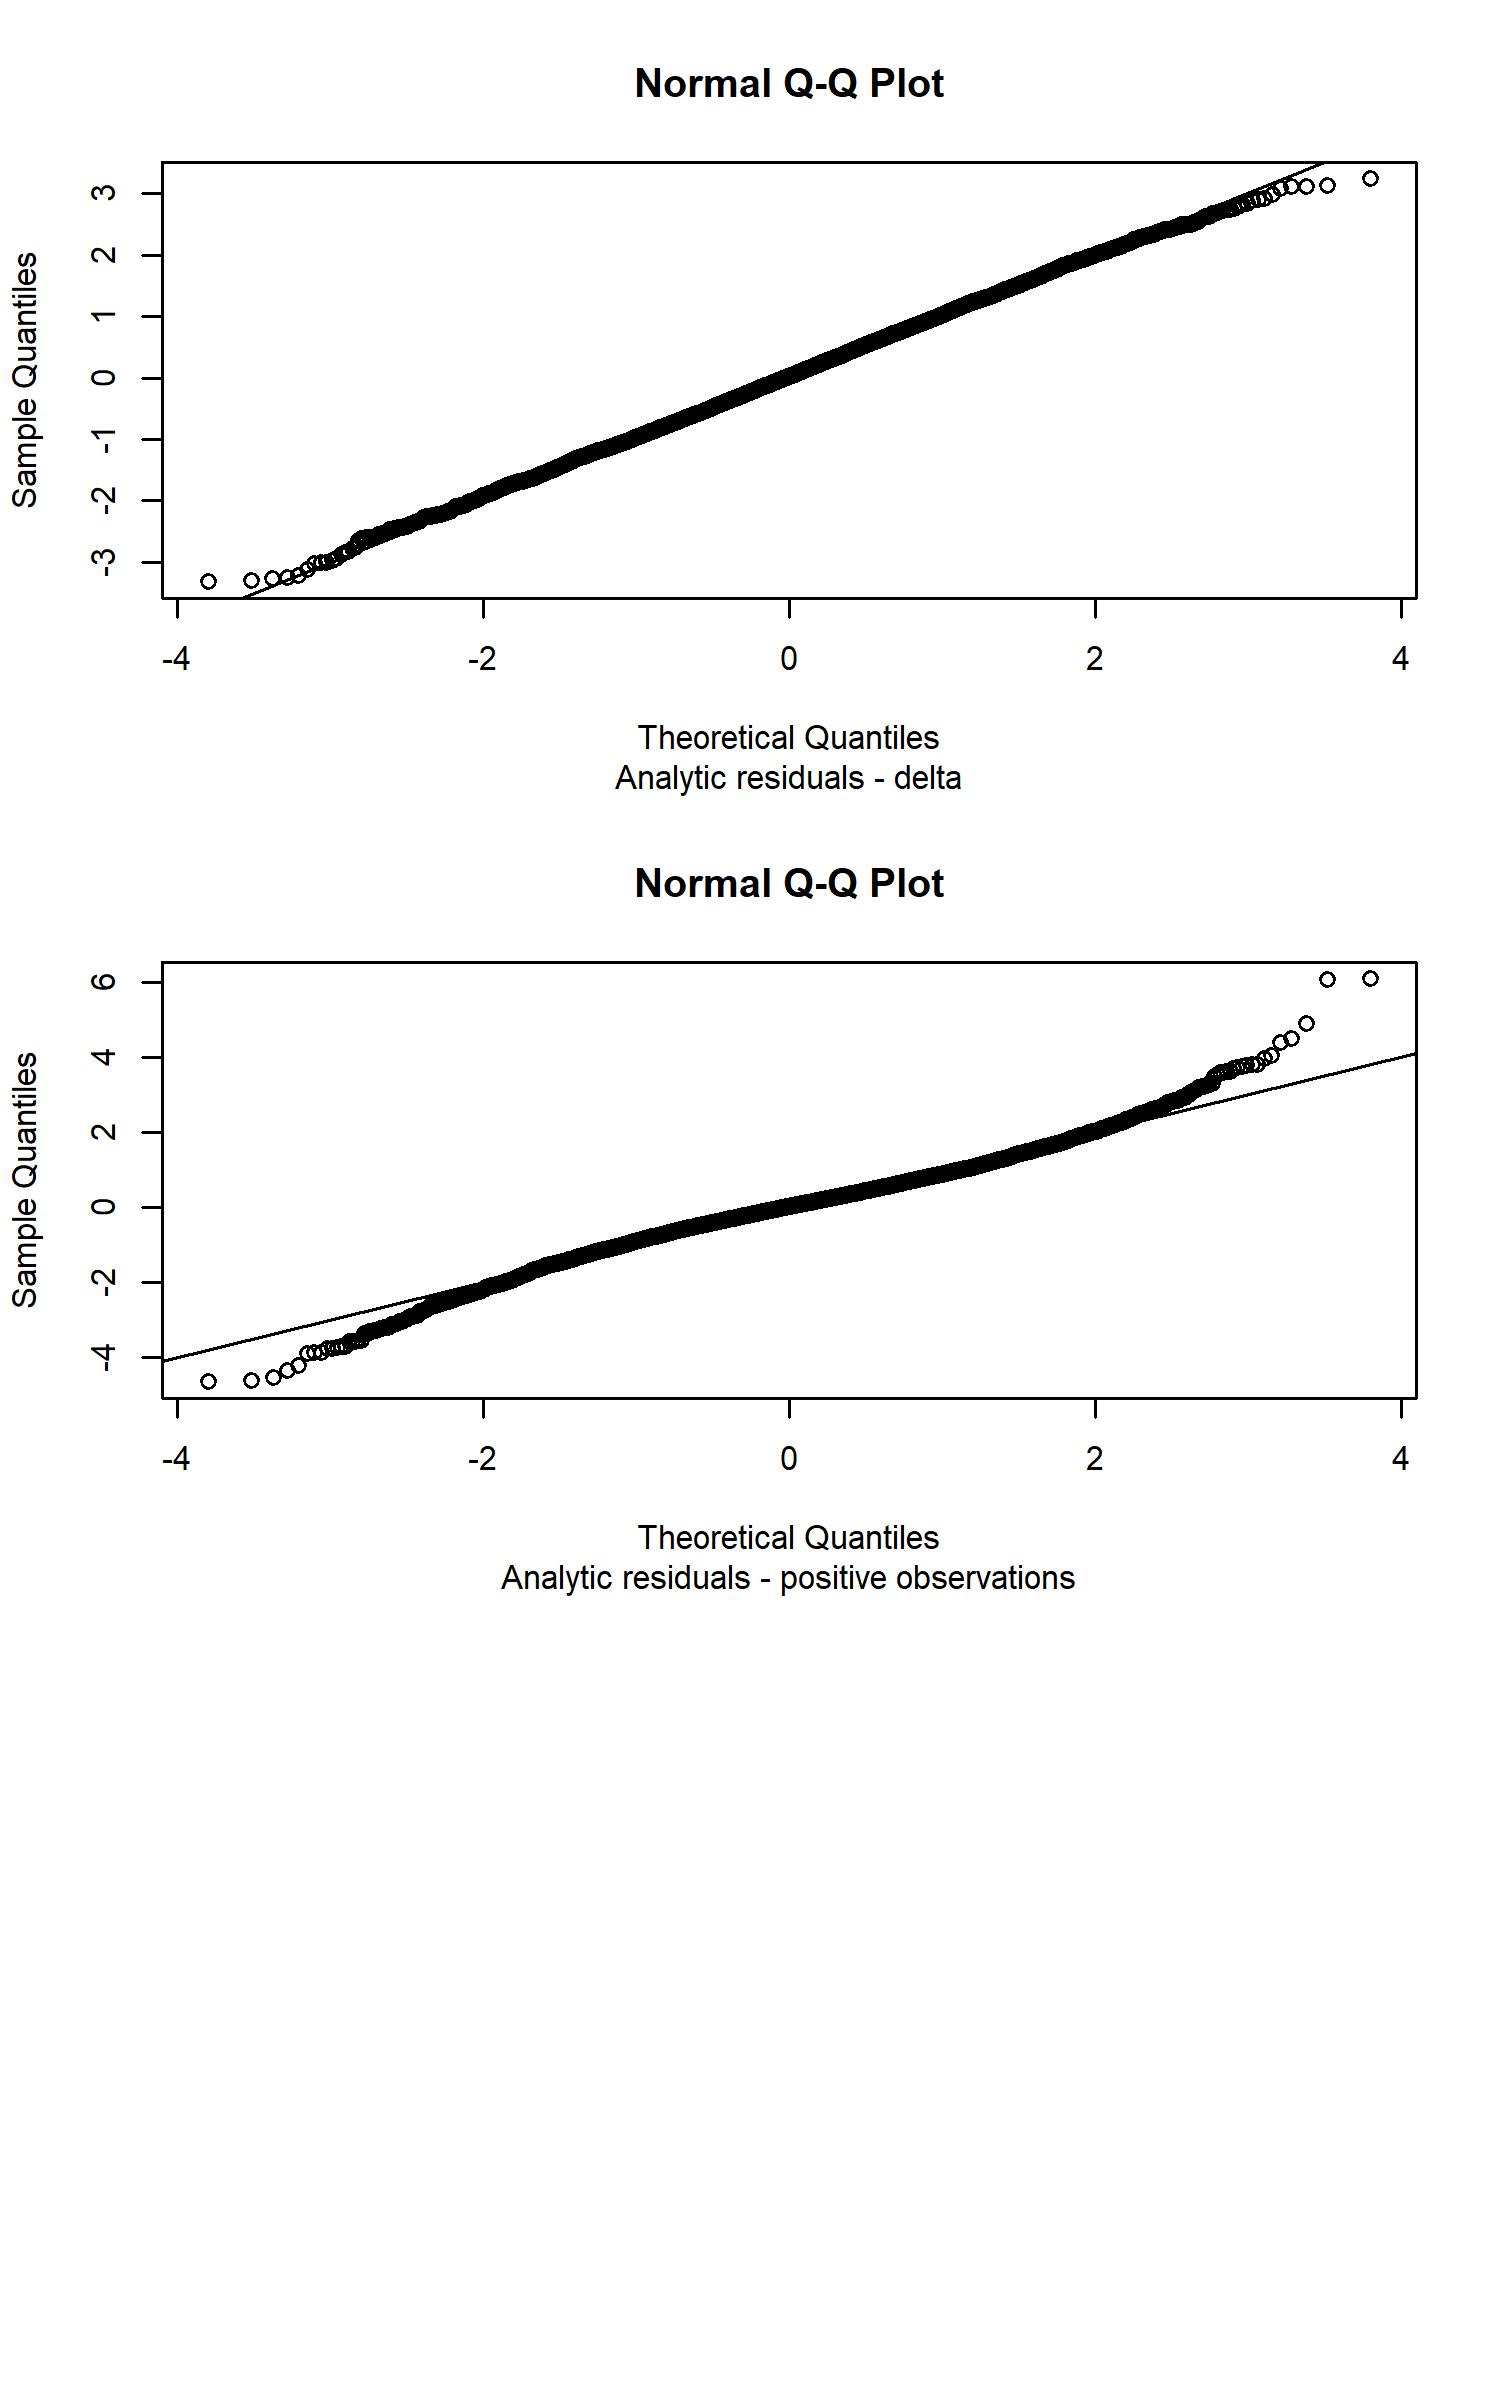 Normal Q-Q Plot
Sample Quantiles
3
2
1
0
-1
-2
-3
-4 -2 0 2 4
Theoretical Quantiles
Analytic residuals - delta
Normal Q-Q Plot
Sample Quantiles
6
4
2
0
-2
-4
-4 -2 0 2 4
Theoretical Quantiles
Analytic residuals - positive observations